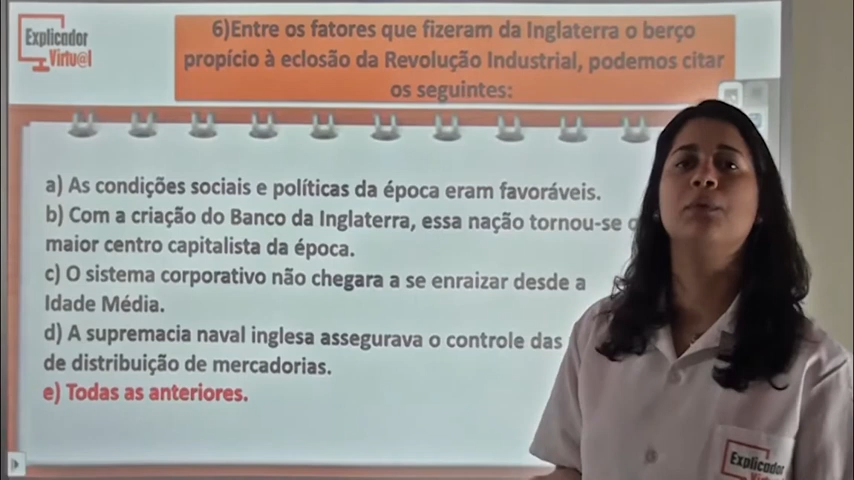 Explicador
Virtu@l
6)Entre os fatores que fizeram da Inglaterra o berço
propício à eclosão da Revolução Industrial, podemos citar
os seguintes:
a) As condições sociais e políticas da época eram favoráveis.
b) Com a criação do Banco da Inglaterra, essa nação tornou-se
maior centro capitalista da época.
c) O sistema corporativo não chegara a se enraizar desde a
Idade Média.
d) A supremacia naval inglesa assegurava o controle das
de distribuição de mercadorias.
e) Todas as anteriores.
Explicador